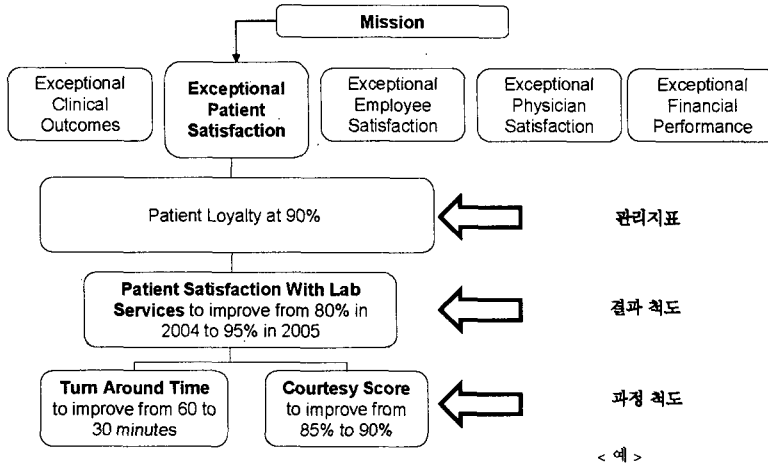 Mission
Exceptional
Clinical
Outcomes
Exceptional
Patient
Satisfaction
Exceptional
Employee
Satisfaction
Exceptional
Physician
Satisfaction
Exceptional
Financial
Performance
Patient Loyalty at 90%
관리지표
Patient Satisfaction With Lab
Services to improve from 80% in
2004 to 95% in 2005
결과 척도
Turn Around Time
to improve from 60 to
30 minutes
Courtesy Score
to improve from
85% to 90%
과정 척도
< 예 >